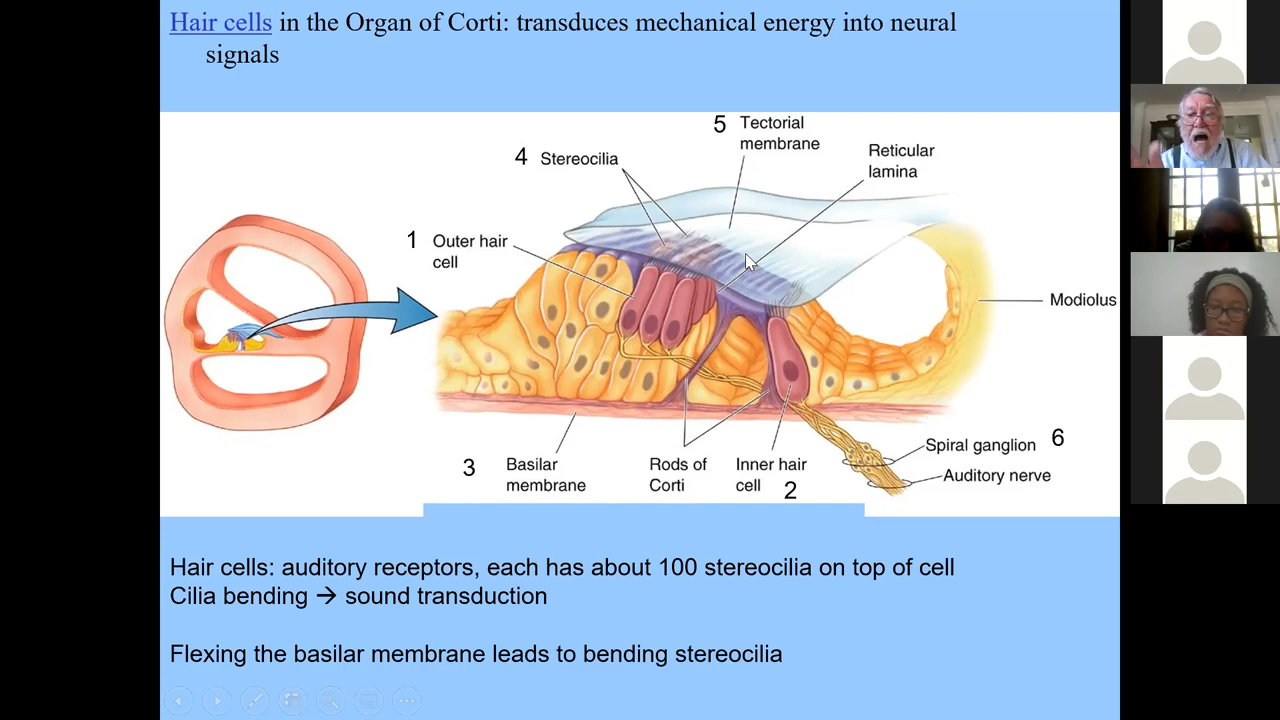 Hair cells in the Organ of Corti: transduces mechanical energy into neural
signals
5 Tectorial
membrane
4 Stereocilia
Reticular
lamina
1 Outer hair
cell
Modiolus
3 Basilar
membrane
Rods of
Corti
Inner hair
cell 2
Spiral ganglion 6
Auditory nerve
Hair cells: auditory receptors, each has about 100 stereocilia on top of cell
Cilia bending → sound transduction
Flexing the basilar membrane leads to bending stereocilia